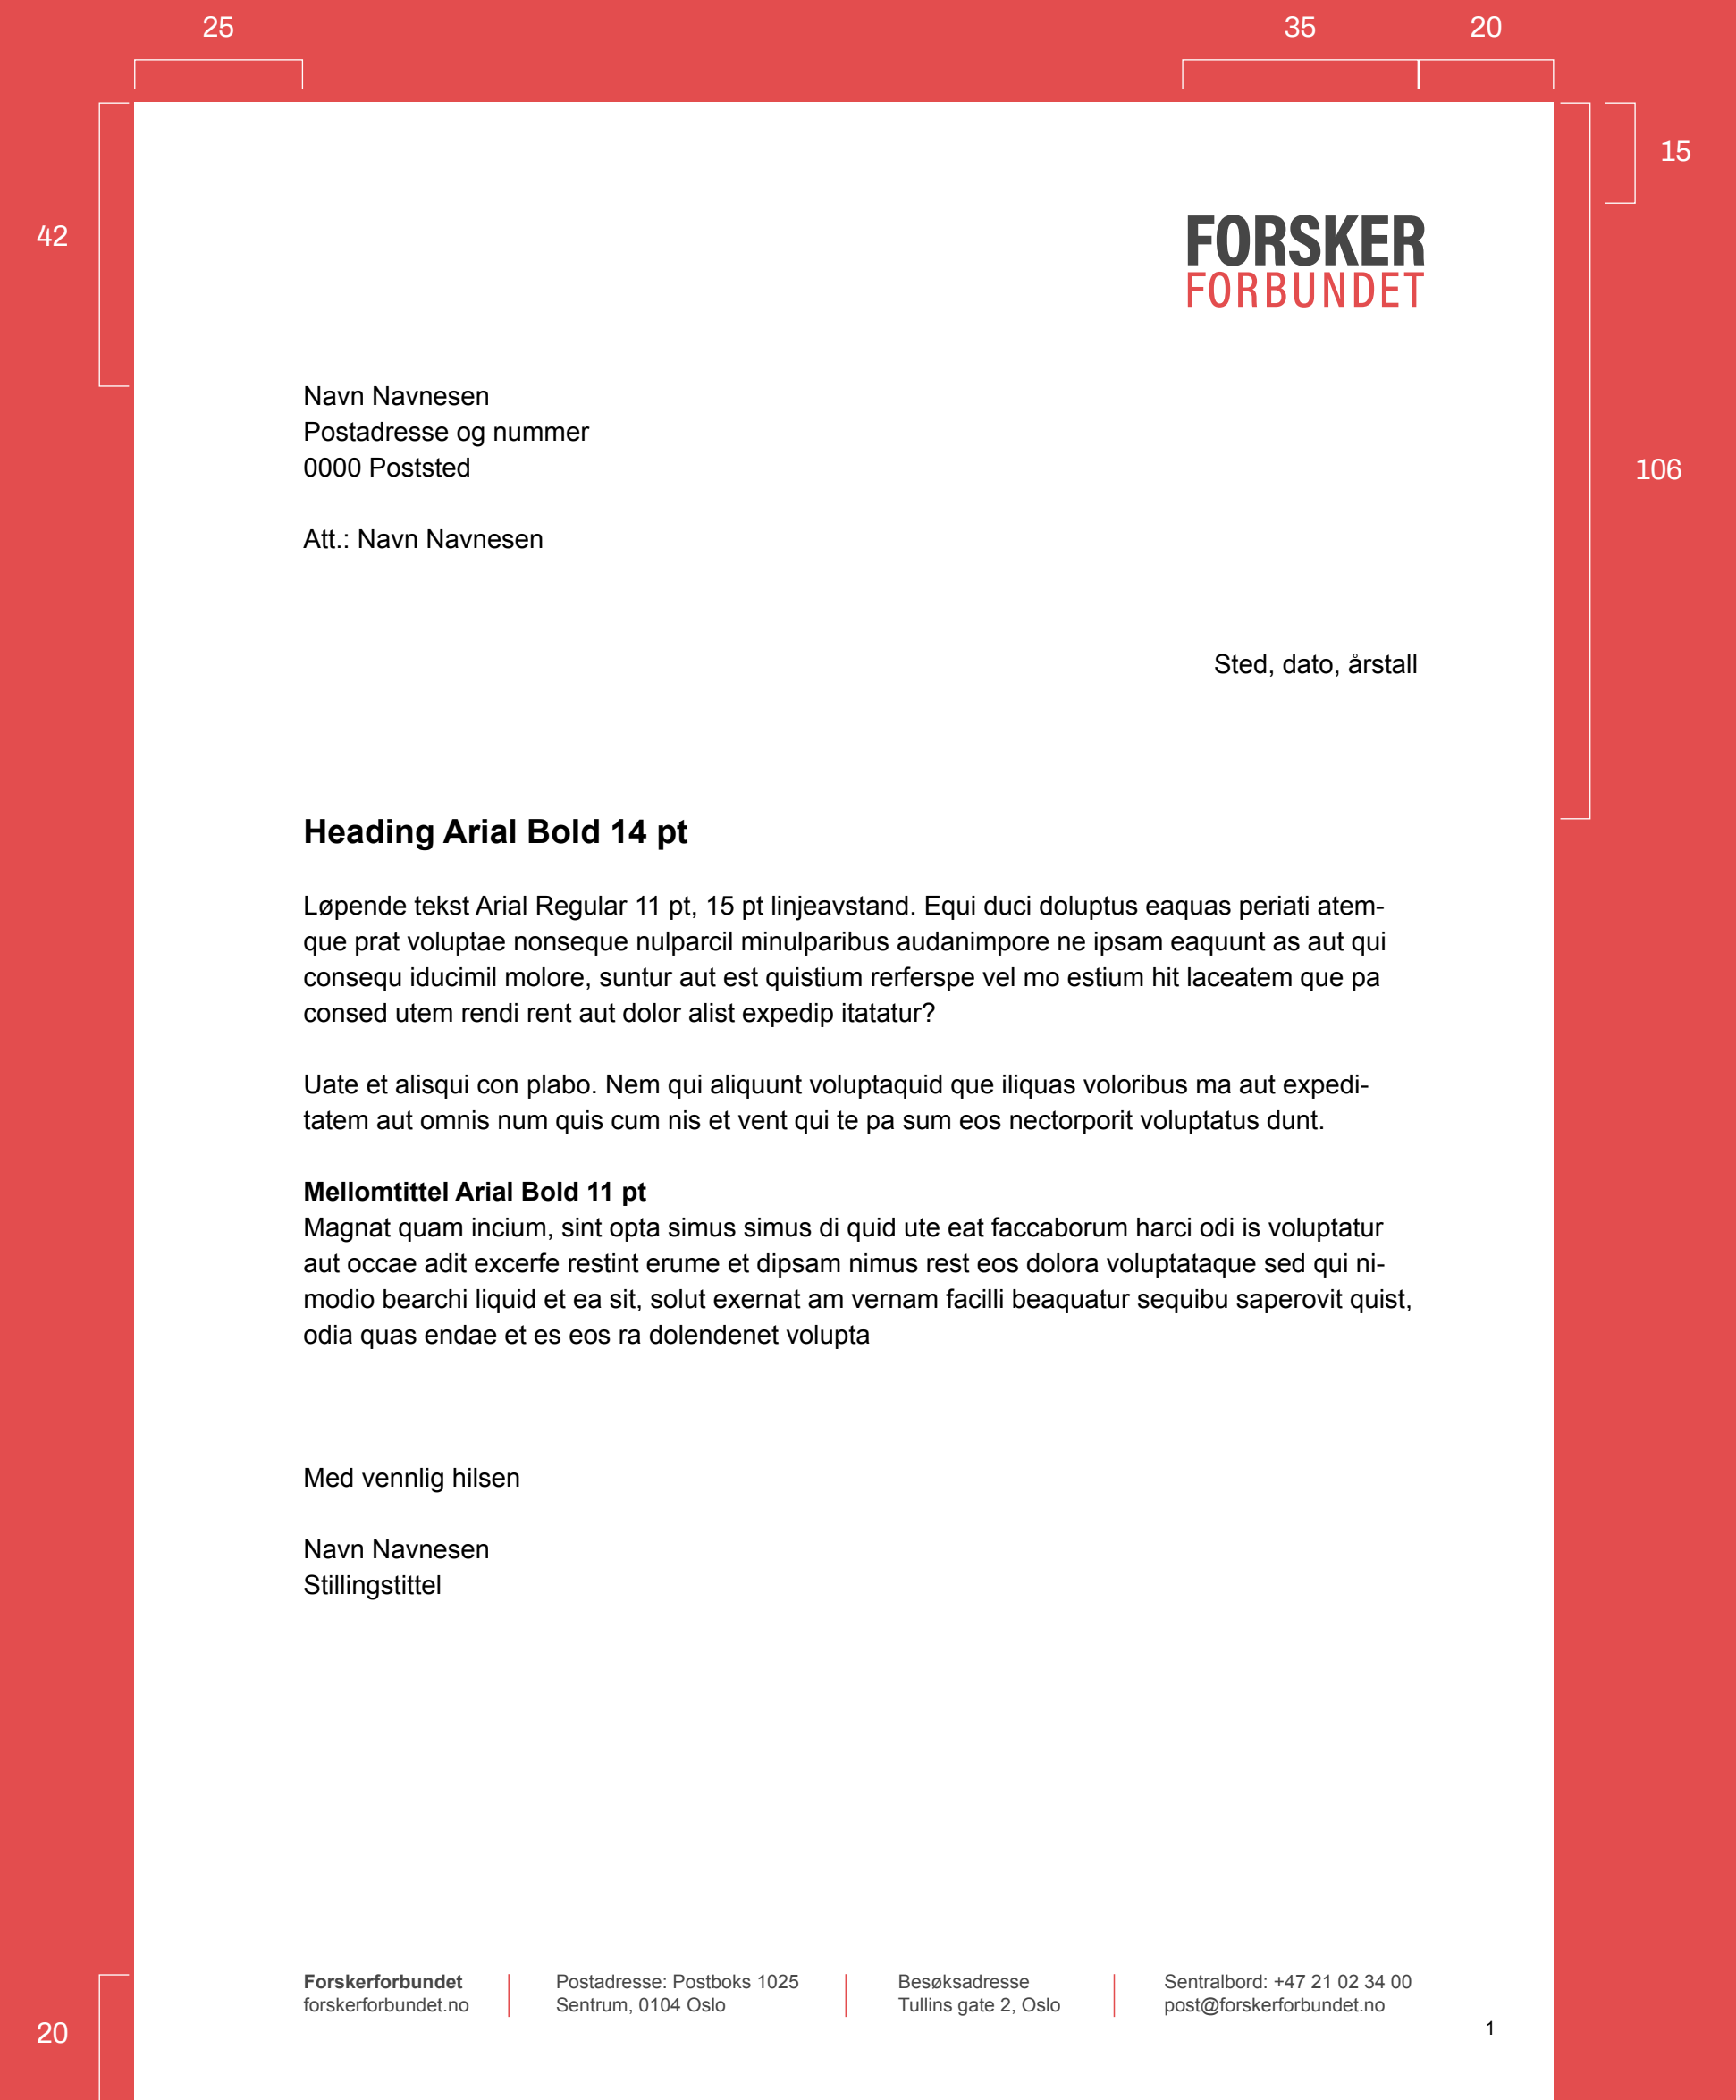 25
35
20
15
42
FORSKER
FORBUNDET
Navn Navnesen
Postadresse og nummer
0000 Poststed
106
Att.: Navn Navnesen
Sted, dato, årstall
Heading Arial Bold 14 pt
Løpende tekst Arial Regular 11 pt, 15 pt linjeavstand. Equi duci doluptus eaquas periati atem-
que prat voluptae nonseque nulparcil minulparibus audanimpore ne ipsam eaquunt as aut qui
consequ iducimil molore, suntur aut est quistium rerferspe vel mo estium hit laceatem que pa
consed utem rendi rent aut dolor alist expedip itatatur?
Uate et alisqui con plabo. Nem qui aliquunt voluptaquid que iliquas voloribus ma aut expedi-
tatem aut omnis num quis cum nis et vent qui te pa sum eos nectorporit voluptatus dunt.
Mellomtittel Arial Bold 11 pt
Magnat quam incium, sint opta simus simus di quid ute eat faccaborum harci odi is voluptatur
aut occae adit excerfe restint erume et dipsam nimus rest eos dolora voluptataque sed qui ni-
modio bearchi liquid et ea sit, solut exernat am vernam facilli beaquatur sequibu saperovit quist,
odia quas endae et es eos ra dolendenet volupta
Med vennlig hilsen
Navn Navnesen
Stillingstittel
Forskerforbundet
forskerforbundet.no
Postadresse: Postboks 1025
Sentrum, 0104 Oslo
Besøksadresse
Tullins gate 2, Oslo
Sentralbord: +47 21 02 34 00
post@forskerforbundet.no
20
1